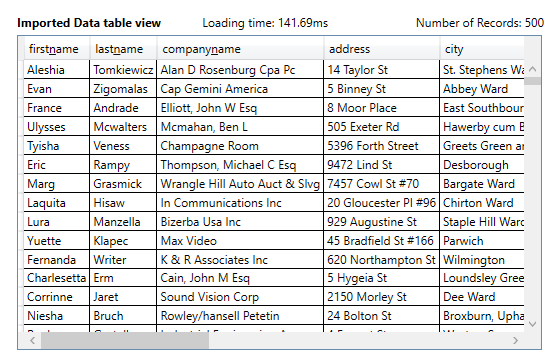 Imported Data table view Loading time: 141.69ms Number of Records: 500
firstname lastname companyname address city
Aleshia Tomkiewicz Alan D Rosenburg Cpa Pc 14 Taylor St St. Stephens Wa
Evan Zigomalas Cap Gemini America 5 Binney St Abbey Ward
France Andrade Elliott, John W Esq 8 Moor Place East Southbour
Ulysses Mcwalters Mcmahan, Ben L 505 Exeter Rd Hawerby cum B
Tyisha Veness Champagne Room 5396 Forth Street Greets Green an
Eric Rampy Thompson, Michael C Esq 9472 Lind St Desborough
Marg Grasmick Wrangle Hill Auto Auct & Slvg 7457 Cowl St #70 Bargate Ward
Laquita Hisaw In Communications Inc 20 Gloucester Pl #96 Chirton Ward
Lura Manzella Bizerba Usa Inc 929 Augustine St Staple Hill Ward
Yuette Klapec Max Video 45 Bradfield St #166 Parwich
Fernanda Writer K & R Associates Inc 620 Northampton St Wilmington
Charlesetta Erm Cain, John M Esq 5 Hygeia St Loundsley Gree
Corrinne Jaret Sound Vision Corp 2150 Morley St Dee Ward
Niesha Bruch Rowley/hansell Petetin 24 Bolton St Broxburn, Upha